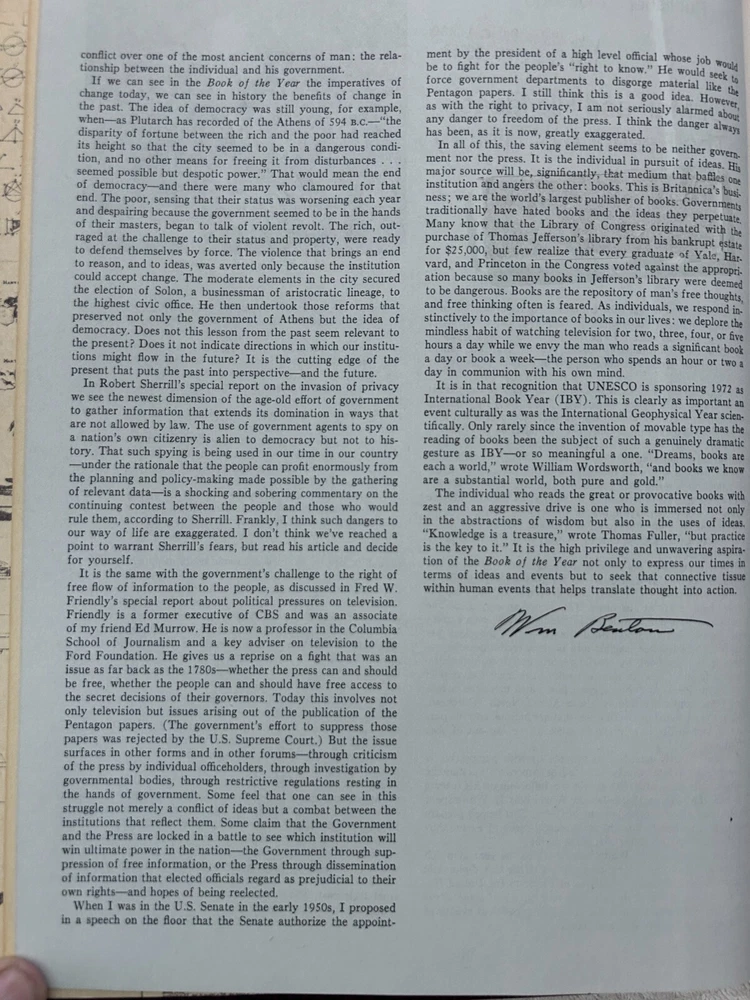 conflict over one of the most ancient concerns of man: the rela-
tionship between the individual and his government.
If we can see in the Book of the Year the imperatives of
change today, we can see in history the benefits of change in
the past. The idea of democracy was still young, for example,
when—as Plutarch has recorded of the Athens of 594 B.C.—“the
disparity of fortune between the rich and the poor had reached
its height so that the city seemed to be in a dangerous condi-
tion, and no other means for freeing it from disturbances . . .
seemed possible but despotic power.” That would mean the end
of democracy—and there were many who clamoured for that
end. The poor, sensing that their status was worsening each year
and despairing because the government seemed to be in the hands
of their masters, began to talk of violent revolt. The rich, out-
raged at the challenge to their status and property, were ready
to defend themselves by force. The violence that brings an end
to reason, and to ideas, was averted only because the institution
could accept change. The moderate elements in the city secured
the election of Solon, a businessman of aristocratic lineage, to
the highest civic office. He then undertook those reforms that
preserved not only the government of Athens but the idea of
democracy. Does not this lesson from the past seem relevant to
the present? Does it not indicate directions in which our institu-
tions might flow in the future? It is the cutting edge of the
present that puts the past into perspective—and the future.
In Robert Sherrill’s special report on the invasion of privacy
we see the newest dimension of the age-old effort of government
to gather information that extends its domination in ways that
are not allowed by law. The use of government agents to spy on
a nation’s own citizenry is alien to democracy but not to his-
tory. That such spying is being used in our time in our country
—under the rationale that the people can profit enormously from
the planning and policy-making made possible by the gathering
of relevant data—is a shocking and sobering commentary on the
continuing contest between the people and those who would
rule them, according to Sherrill. Frankly, I think such dangers to
our way of life are exaggerated. I don’t think we’ve reached a
point to warrant Sherrill’s fears, but read his article and decide
for yourself.
It is the same with the government’s challenge to the right of
free flow of information to the people, as discussed in Fred W.
Friendly’s special report about political pressures on television.
Friendly is a former executive of CBS and was an associate
of my friend Ed Murrow. He is now a professor in the Columbia
School of Journalism and a key adviser on television to the
Ford Foundation. He gives us a reprise on a fight that was an
issue as far back as the 1780s—whether the press can and should
be free, whether the people can and should have free access to
the secret decisions of their governors. Today this involves not
only television but issues arising out of the publication of the
Pentagon papers. (The government’s effort to suppress those
papers was rejected by the U.S. Supreme Court.) But the issue
surfaces in other forms and in other forums—through criticism
of the press by individual officeholders, through investigation by
governmental bodies, through restrictive regulations resting in
the hands of government. Some feel that one can see in this
struggle not merely a conflict of ideas but a combat between the
institutions that reflect them. Some claim that the Government
and the Press are locked in a battle to see which institution will
win ultimate power in the nation—the Government through sup-
pression of free information, or the Press through dissemination
of information that elected officials regard as prejudicial to their
own rights—and hopes of being reelected.
When I was in the U.S. Senate in the early 1950s, I proposed
in a speech on the floor that the Senate authorize the appoint-
ment by the president of a high level official whose job would
be to fight for the people’s “right to know.” He would seek to
force government departments to disgorge material like the
Pentagon papers. I still think this is a good idea. However,
as with the right to privacy, I am not seriously alarmed about
any danger to freedom of the press. I think the danger always
has been, as it is now, greatly exaggerated.
In all of this, the saving element seems to be neither govern-
ment nor the press. It is the individual in pursuit of ideas. His
major source will be, significantly, that medium that baffles one
institution and angers the other: books. This is Britannica’s busi-
ness; we are the world’s largest publisher of books. Governments
traditionally have hated books and the ideas they perpetuate.
Many know that the Library of Congress originated with the
purchase of Thomas Jefferson’s library from his bankrupt estate
for $25,000, but few realize that every graduate of Yale, Har-
vard, and Princeton in the Congress voted against the appropri-
ation because so many books in Jefferson’s library were deemed
to be dangerous. Books are the repository of man’s free thoughts,
and free thinking often is feared. As individuals, we respond in-
stinctively to the importance of books in our lives: we deplore the
mindless habit of watching television for two, three, four, or five
hours a day while we envy the man who reads a significant book
a day or book a week—the person who spends an hour or two a
day in communion with his own mind.
It is in that recognition that UNESCO is sponsoring 1972 as
International Book Year (IBY). This is clearly as important an
event culturally as was the International Geophysical Year scien-
tifically. Only rarely since the invention of movable type has the
reading of books been the subject of such a genuinely dramatic
gesture as IBY—or so meaningful a one. “Dreams, books are
each a world,” wrote William Wordsworth, “and books we know
are a substantial world, both pure and gold.”
The individual who reads the great or provocative books with
zest and an aggressive drive is one who is immersed not only
in the abstractions of wisdom but also in the uses of ideas.
“Knowledge is a treasure,” wrote Thomas Fuller, “but practice
is the key to it.” It is the high privilege and unwavering aspira-
tion of the Book of the Year not only to express our times in
terms of ideas and events but to seek that connective tissue
within human events that helps translate thought into action.
Wm Benton